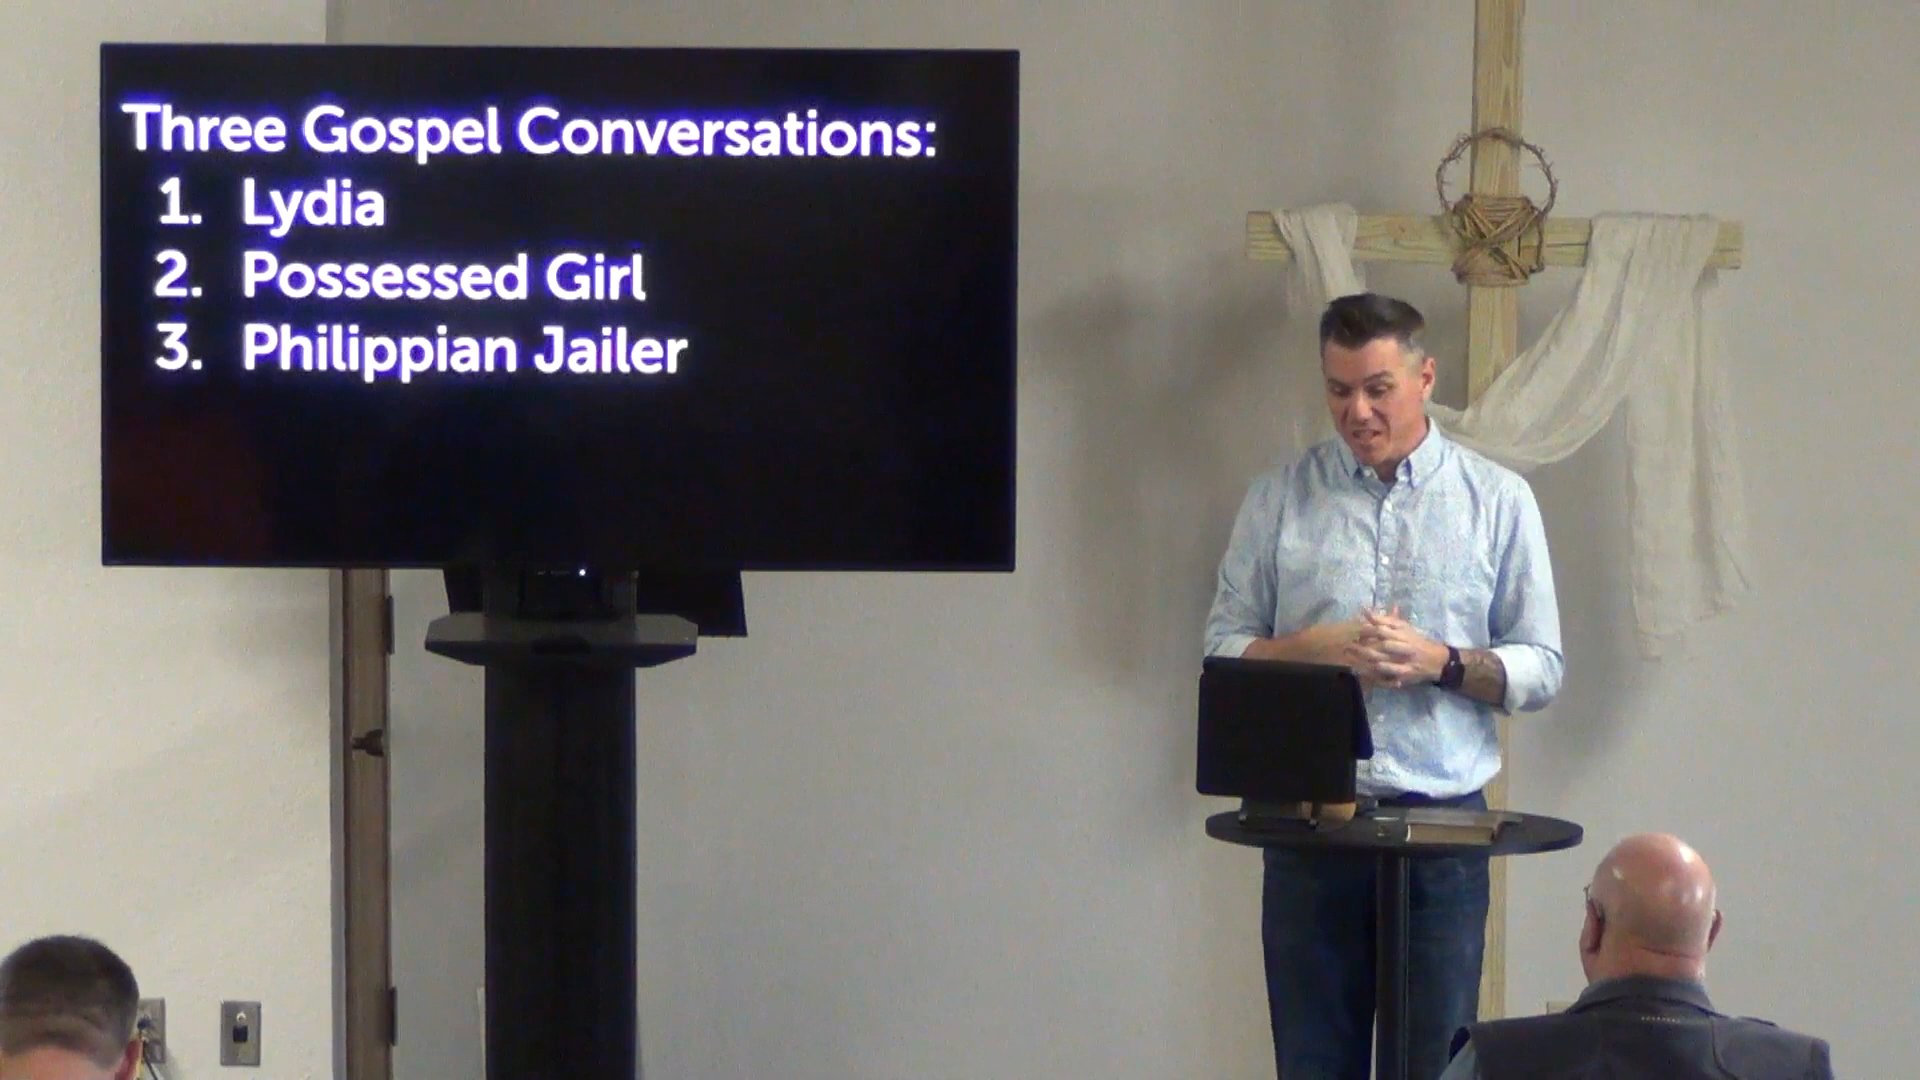 Three Gospel Conversations:
1. Lydia
2. Possessed Girl
3. Philippian Jailer